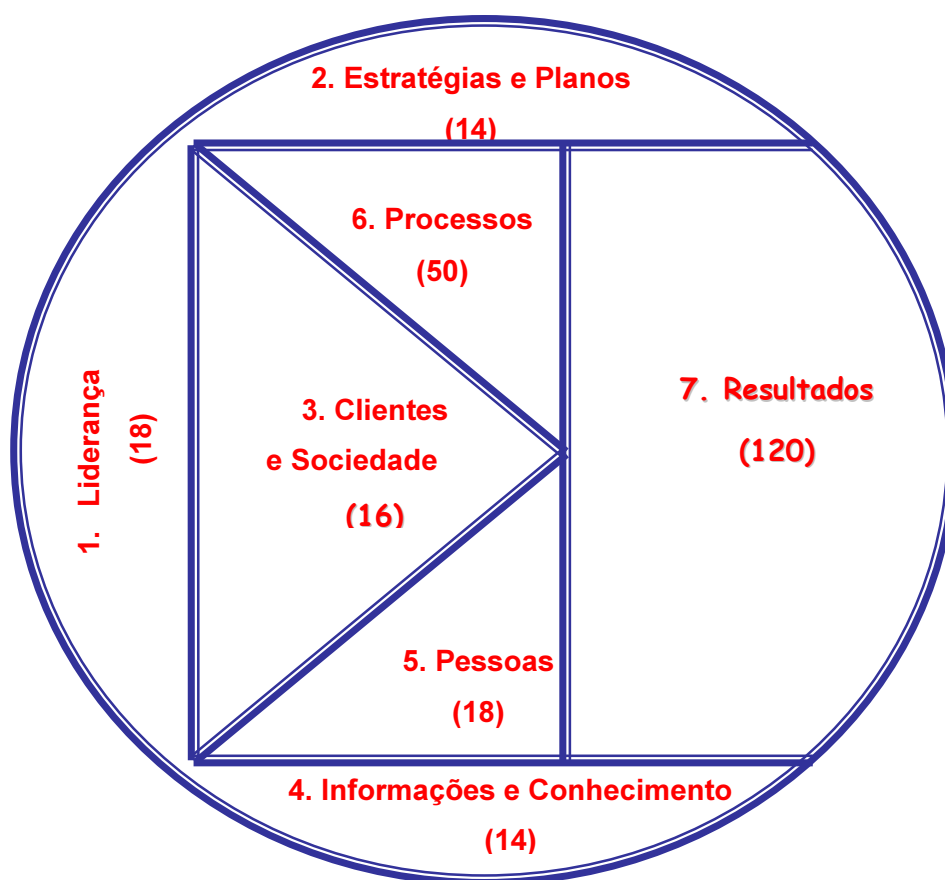 2. Estratégias e Planos
(14)
6. Processos
(50)
1. Liderança
(18)
3. Clientes
e Sociedade
(16)
7. Resultados
(120)
5. Pessoas
(18)
4. Informações e Conhecimento
(14)